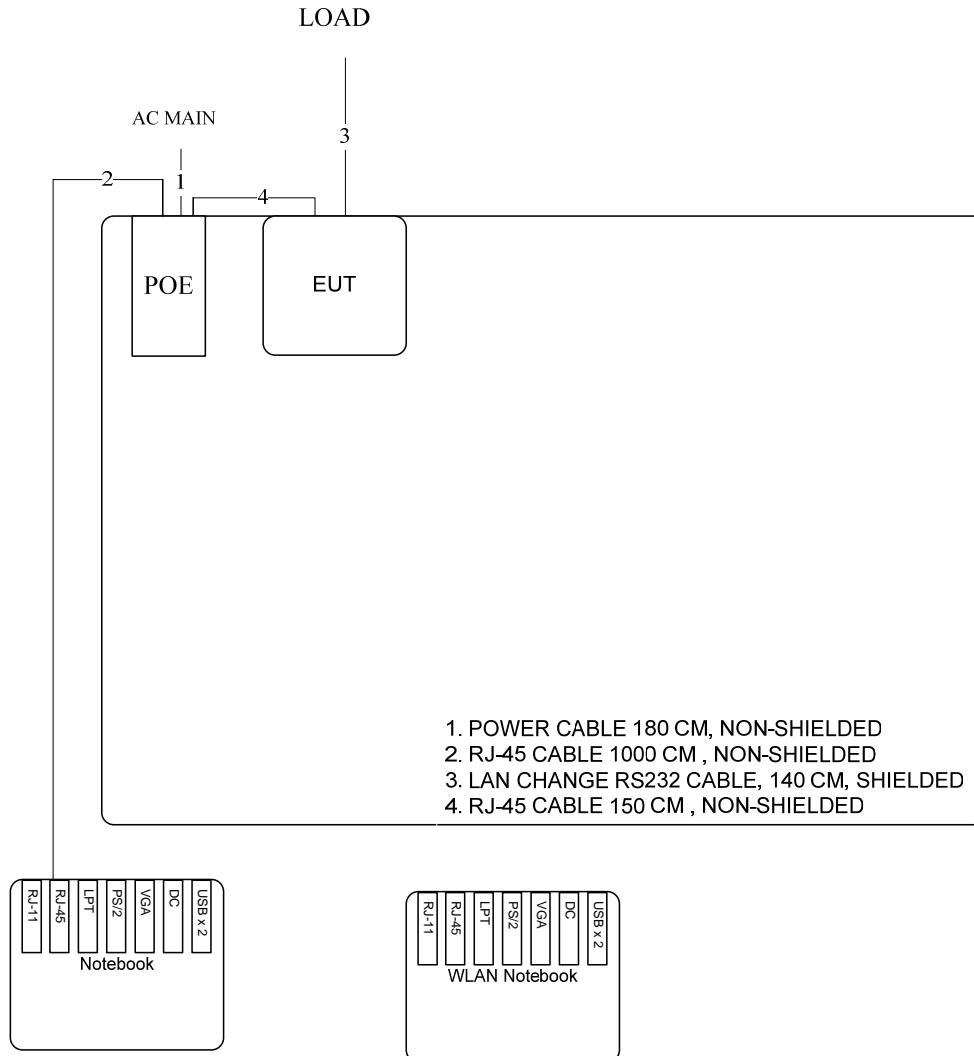 LOAD
AC MAIN
3
2
1
4
POE
EUT
1. POWER CABLE 180 CM, NON-SHIELDED
2. RJ-45 CABLE 1000 CM , NON-SHIELDED
3. LAN CHANGE RS232 CABLE, 140 CM, SHIELDED
4. RJ-45 CABLE 150 CM , NON-SHIELDED
RJ-11
RJ-45
LPT
PS/2
VGA
DC
USB x 2
Notebook
RJ-11
RJ-45
LPT
PS/2
VGA
DC
USB x 2
WLAN Notebook